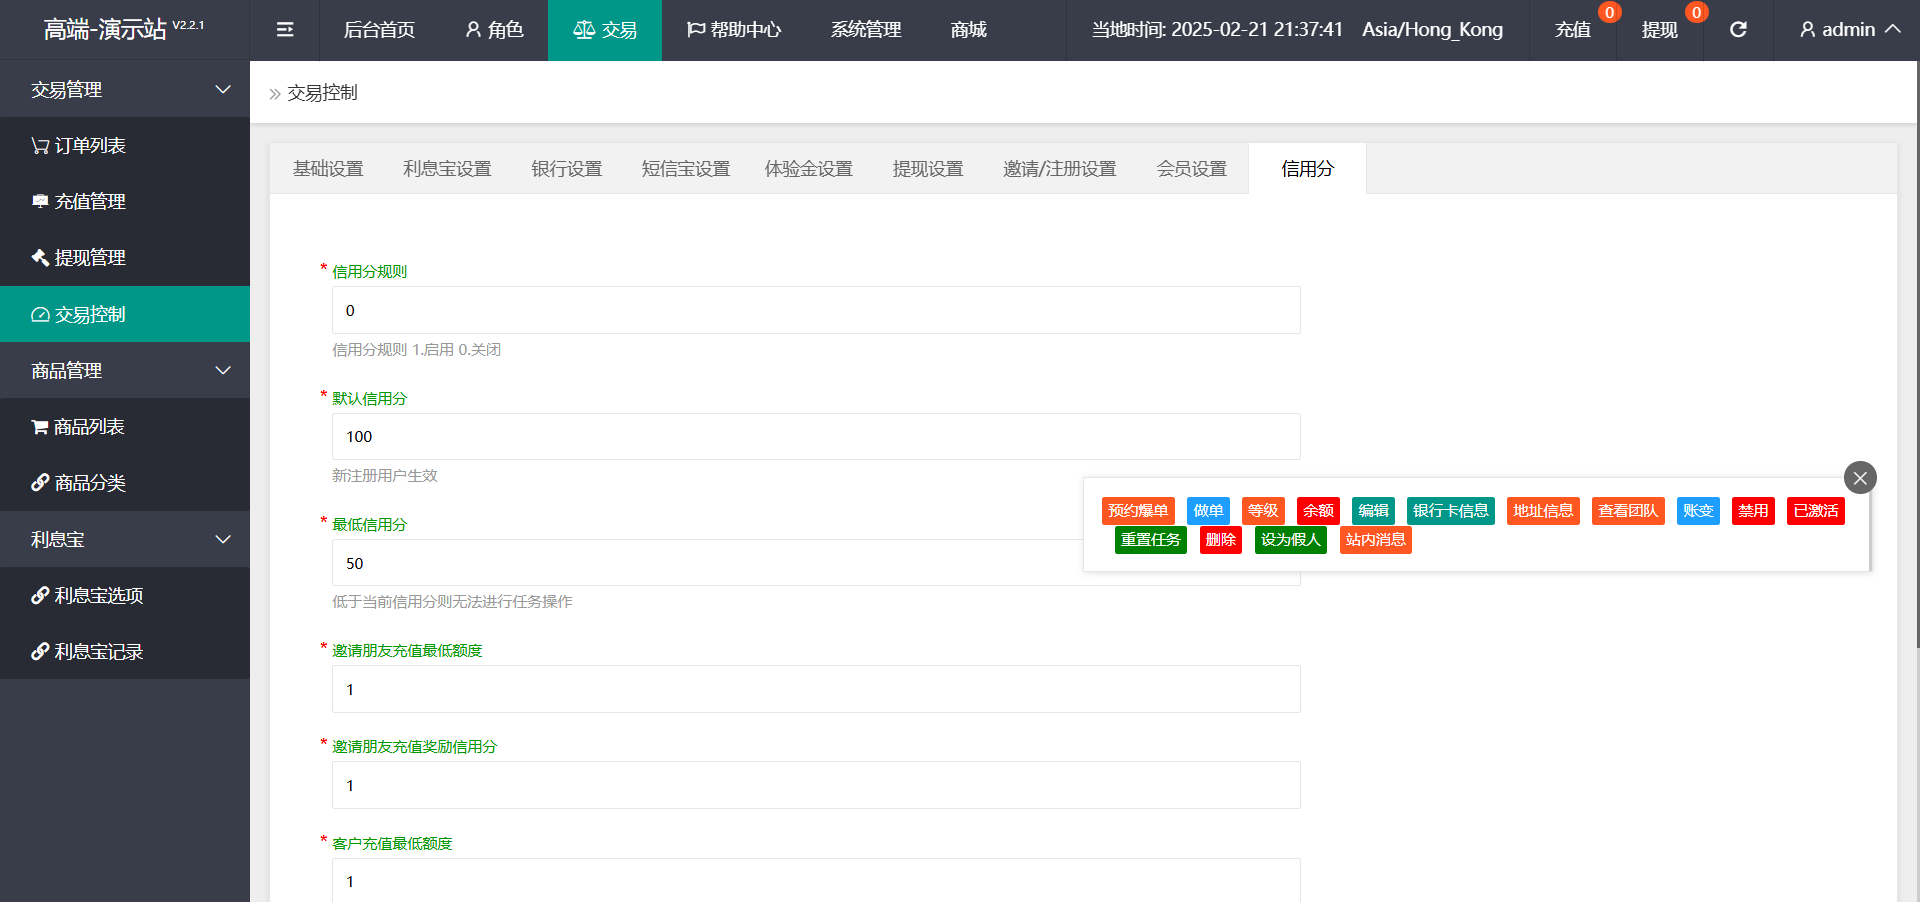 高端-演示站 V2.2.1
后台首页 角色 交易 帮助中心 系统管理 商城 当地时间: 2025-02-21 21:37:41 Asia/Hong_Kong 充值 0 提现 0 admin
交易管理
订单列表
充值管理
提现管理
交易控制
商品管理
商品列表
商品分类
利息宝
利息宝选项
利息宝记录
» 交易控制
基础设置 利息宝设置 银行设置 短信宝设置 体验金设置 提现设置 邀请/注册设置 会员设置 信用分
* 信用分规则
0
信用分规则 1.启用 0.关闭
* 默认信用分
100
新注册用户生效
* 最低信用分
50
低于当前信用分则无法进行任务操作
* 邀请朋友充值最低额度
1
* 邀请朋友充值奖励信用分
1
* 客户充值最低额度
1
预约爆单 做单 等级 余额 编辑 银行卡信息 地址信息 查看团队 账变 禁用 已激活
重置任务 删除 设为假人 站内消息